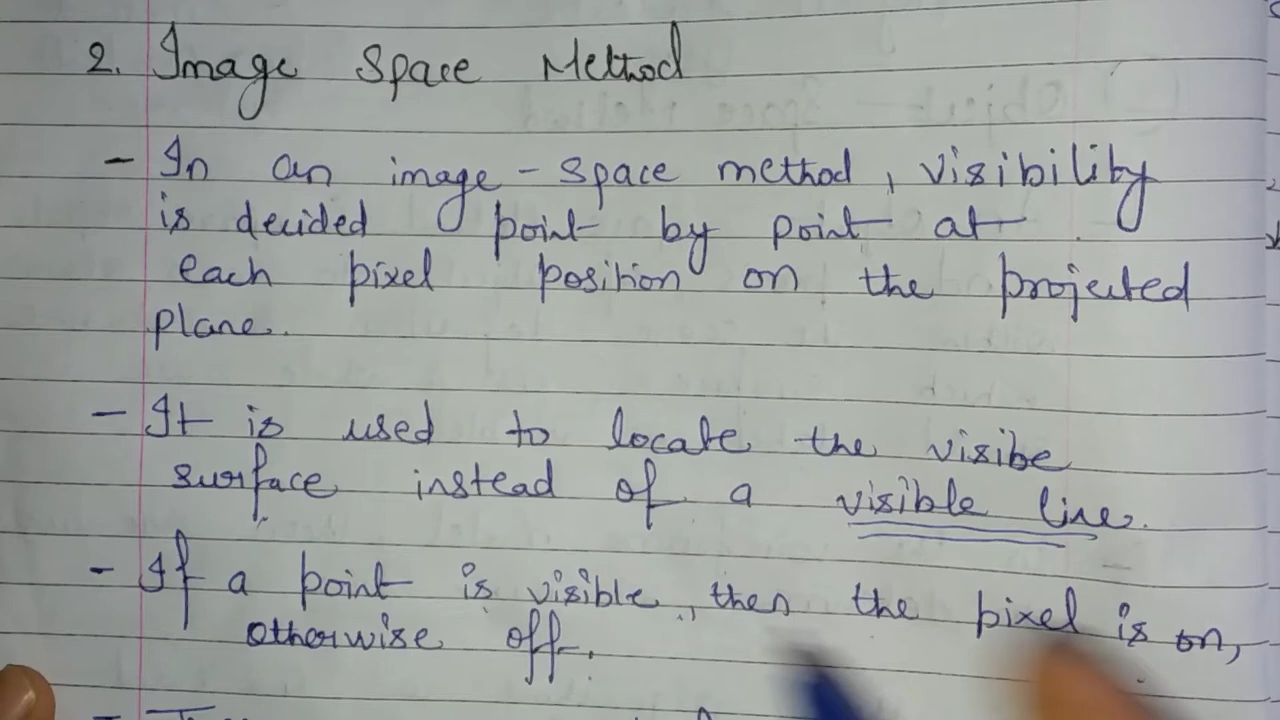 2. Image Space Method
- In an image - space method, visibility
is decided point by point at
each pixel position on the projected
plane.
- It is used to locate the visibe
surface instead of a visible line.
- If a point is visible, then the pixel is on,
otherwise off.